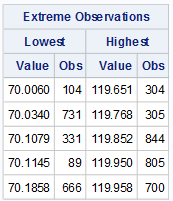 Extreme Observations
Lowest Highest
Value Obs Value Obs
70.0060 104 119.651 304
70.0340 731 119.768 305
70.1079 331 119.852 844
70.1145 89 119.950 805
70.1858 666 119.958 700